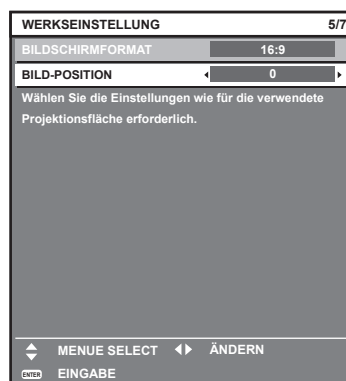 WERKSEINSTELLUNG 5/7
BILDSCHIRMFORMAT 16:9
BILD-POSITION 0
Wählen Sie die Einstellungen wie für die verwendete
Projektionsfläche erforderlich.
MENUE SELECT ÄNDERN
ENTER EINGABE